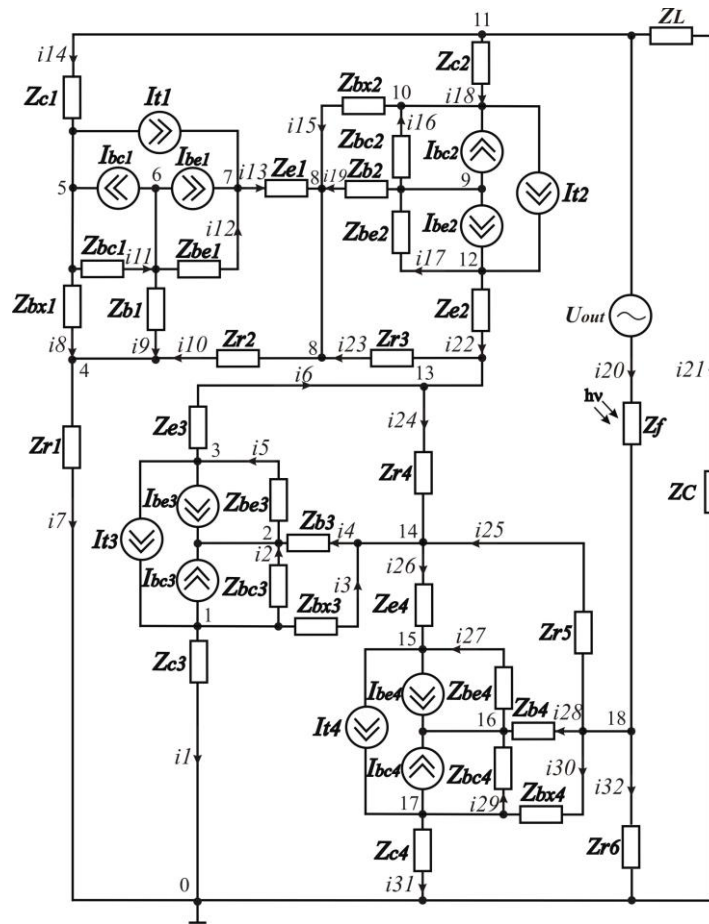 11
i14
ZL
Zc2
Zc1
Zbx2
10
i18
It1
i15
i16
Zbc2
Ibc2
Ibc1
6
Ibe1
7
i13
Ze1
8
i19
Zb2
It2
5
9
i12
Ibe2
Zbc1
i11
Zbe1
Zbe2
12
i17
Zbx1
Zb1
Ze2
Uout
i8
i9
i10
Zr2
i23
Zr3
i22
4
8
13
i20
i21
i6
hν
Zf
Ze3
i24
Zr1
3
i5
Zr4
ZC
Ibe3
Zbe3
It3
2
Zb3
i4
14
i25
i7
i2
i26
Ibc3
i3
Zbc3
Ze4
1
Zbx3
Zr5
Zc3
15
i27
Ibe4
Zbe4
It4
16
Zb4
i28
18
i1
Ibc4
Zbc4
i30
i32
17
i29
Zbx4
Zc4
Zr6
0
i31